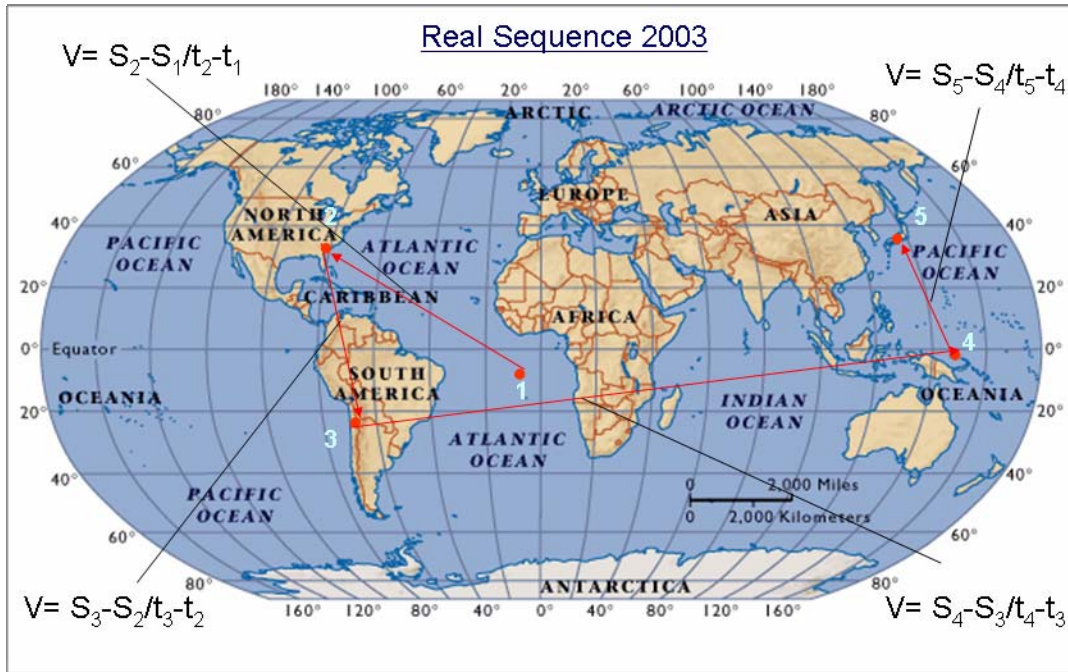 Real Sequence 2003
V= S₂-S₁/t₂-t₁
V= S₅-S₄/t₅-t₄
180° 140° 100° 60° 20° 20° 60° 100° 140° 180°
80° ARCTIC ARCTIC OCEAN 80°
60° 60°
EUROPE
2 NORTH AMERICA
ASIA 5
40° 40°
PACIFIC OCEAN
ATLANTIC OCEAN
PACIFIC OCEAN
20° CARIBBEAN 20°
AFRICA
0° Equator 4 0°
SOUTH AMERICA
1
OCEANIA
INDIAN OCEAN
OCEANIA
20° 20°
3
ATLANTIC OCEAN
40° 40°
PACIFIC OCEAN
0 2,000 Miles
0 2,000 Kilometers
60° 60°
80° ANTARCTICA 80°
160° 120° 80° 40° 0° 40° 80° 120° 160°
V= S₃-S₂/t₃-t₂
V= S₄-S₃/t₄-t₃